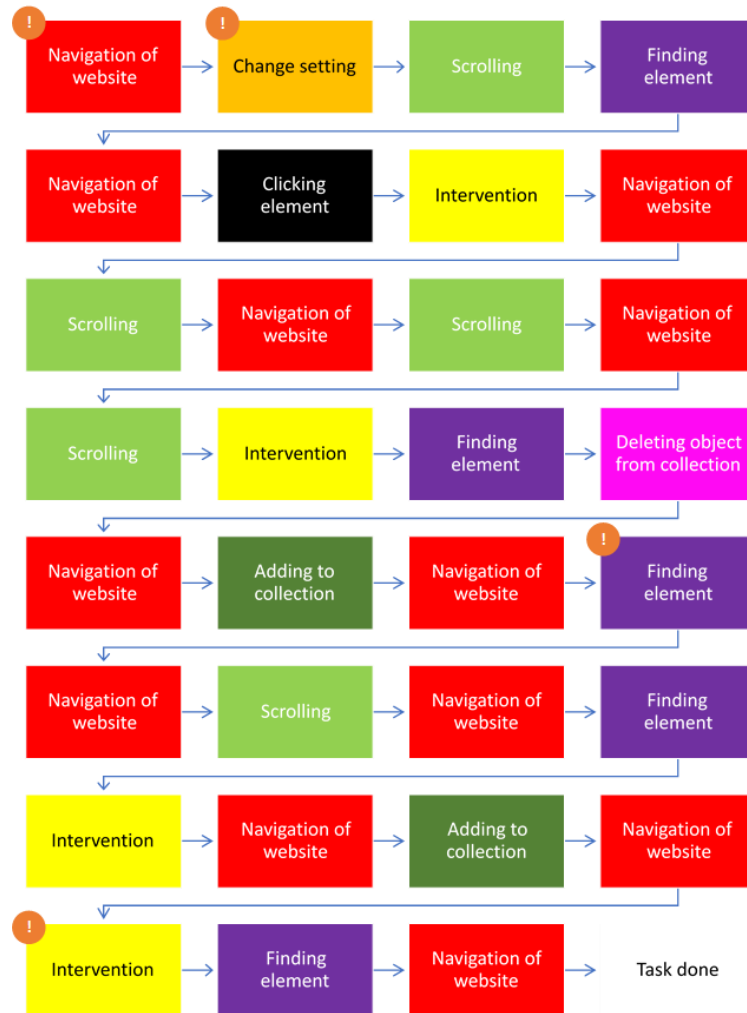 !
!
Navigation of
website
Change setting
Scrolling
Finding
element
Navigation of
website
Clicking
element
Intervention
Navigation of
website
Scrolling
Navigation of
website
Scrolling
Navigation of
website
Scrolling
Intervention
Finding
element
Deleting object
from collection
Navigation of
website
Adding to
collection
Navigation of
website
!
Finding
element
Navigation of
website
Scrolling
Navigation of
website
Finding
element
Intervention
Navigation of
website
Adding to
collection
Navigation of
website
!
Intervention
Finding
element
Navigation of
website
Task done